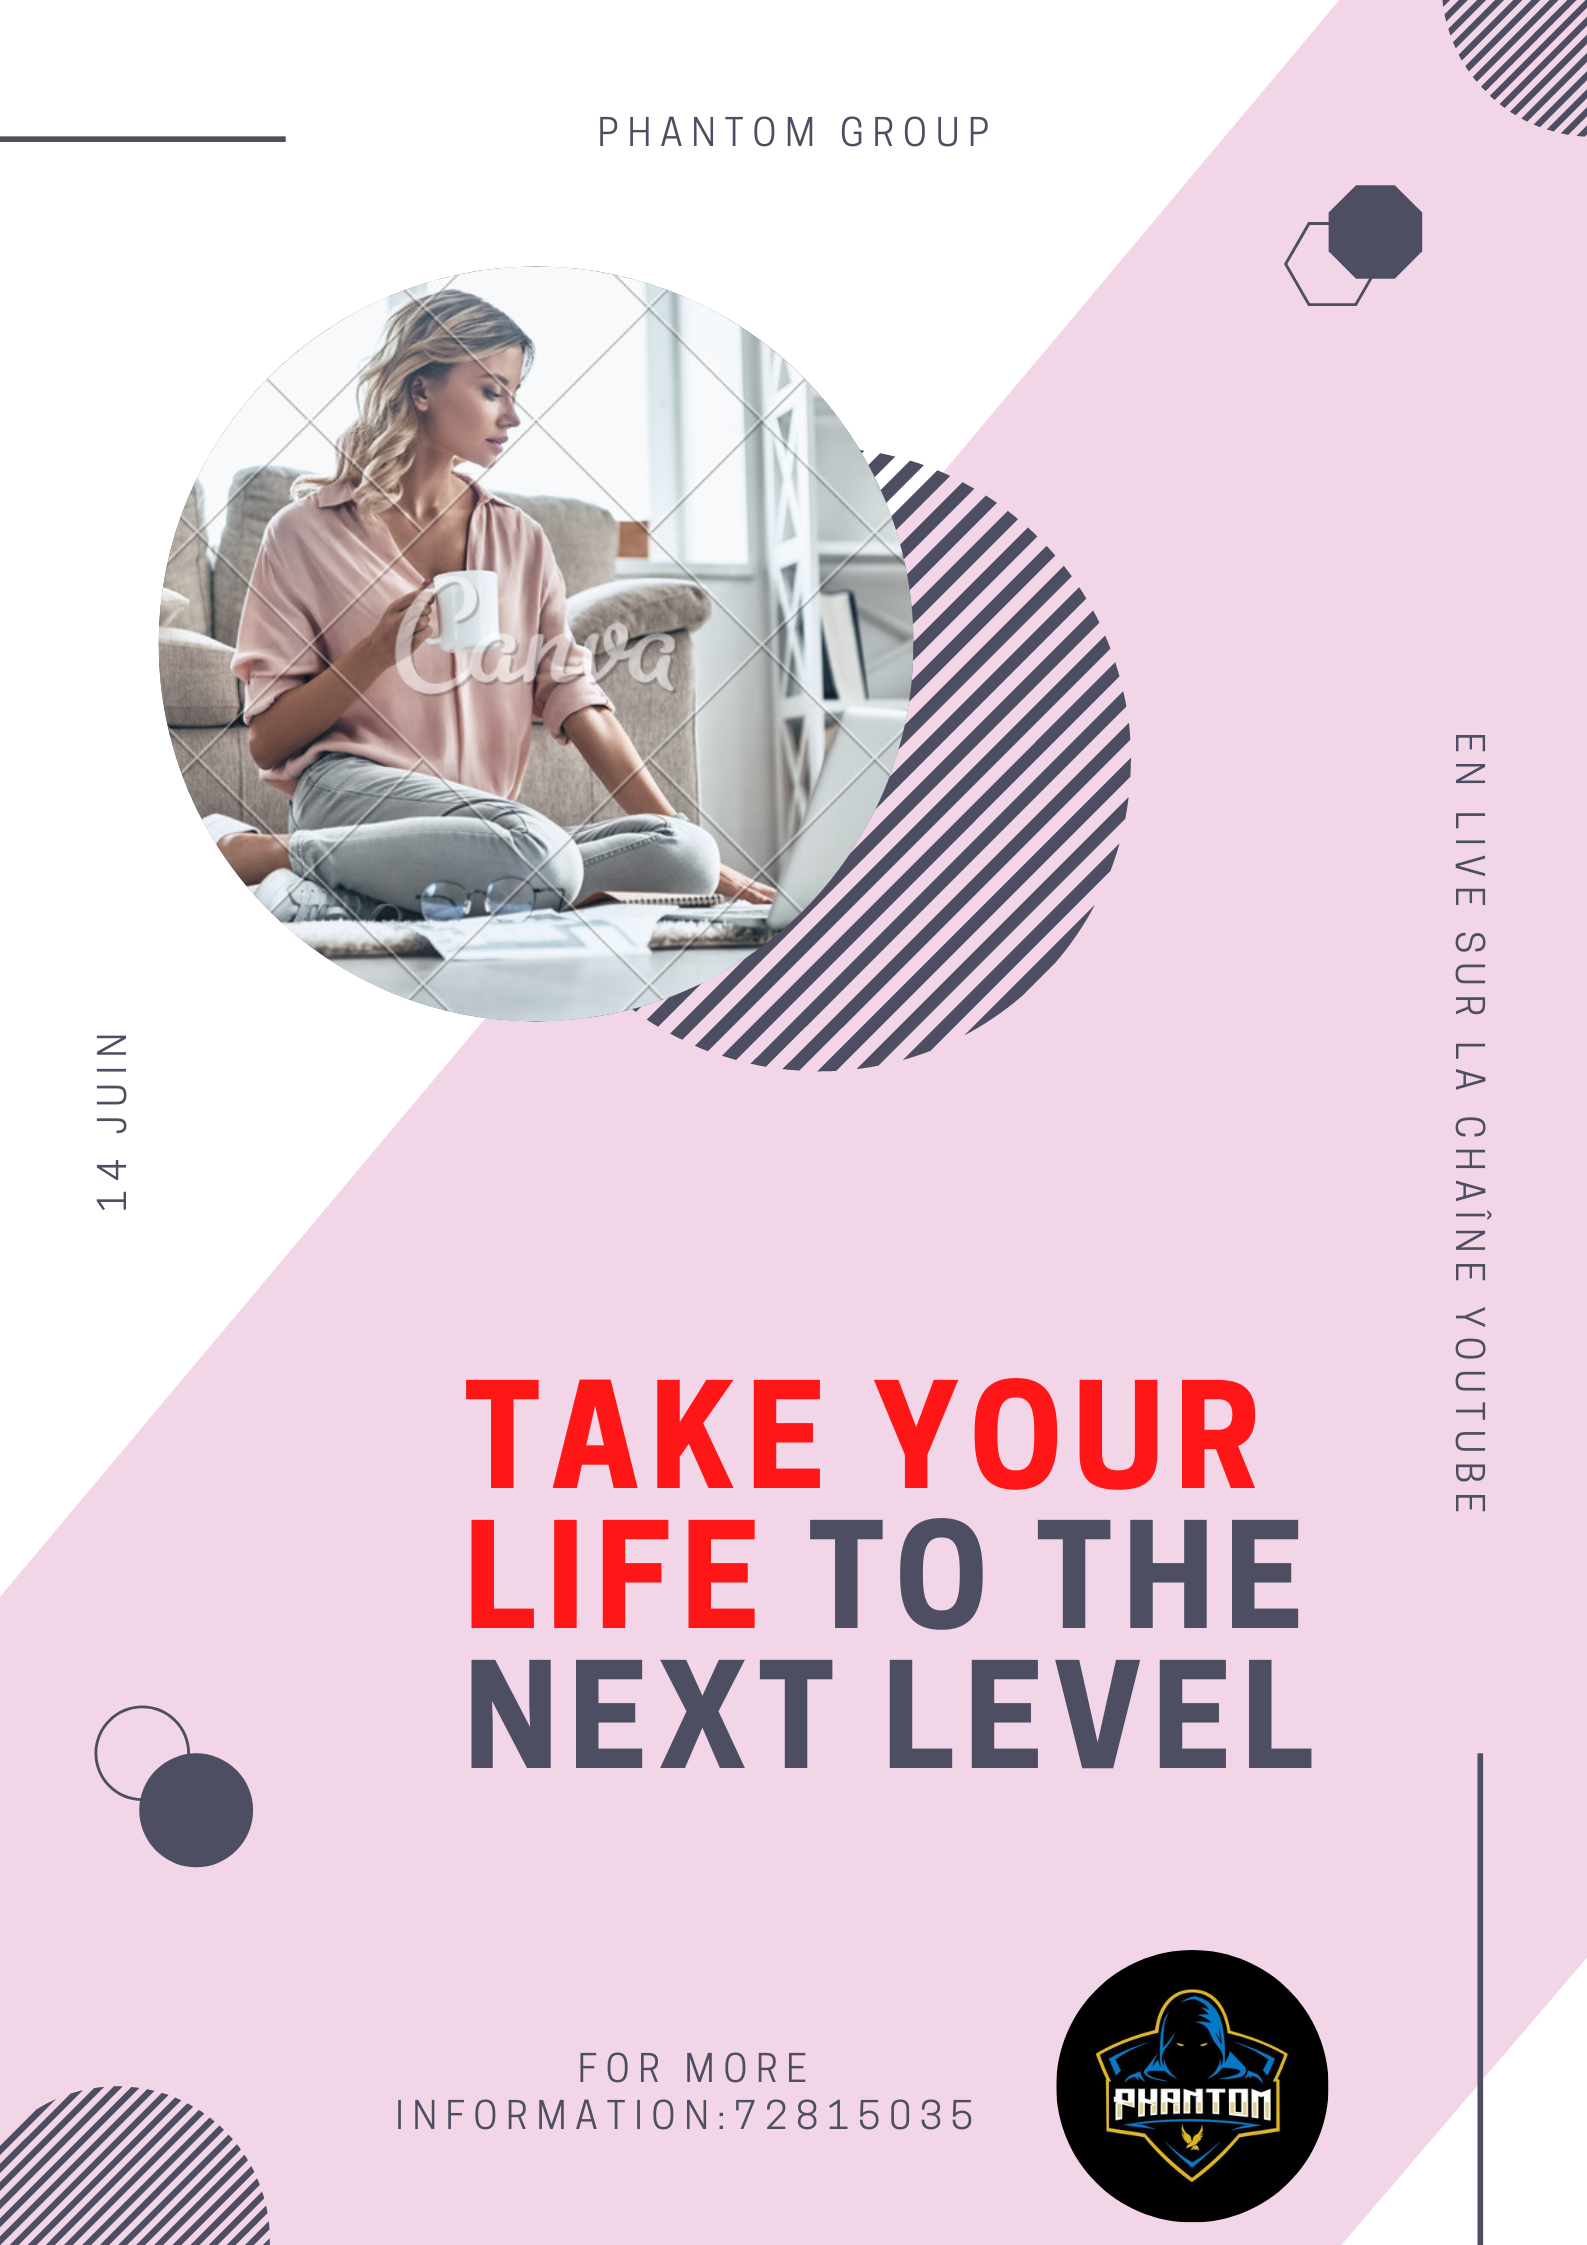 PHANTOM GROUP
Canva
14 JUIN
EN LIVE SUR LA CHAÎNE YOUTUBE
TAKE YOUR
LIFE TO THE
NEXT LEVEL
FOR MORE
INFORMATION:72815035
PHANTOM